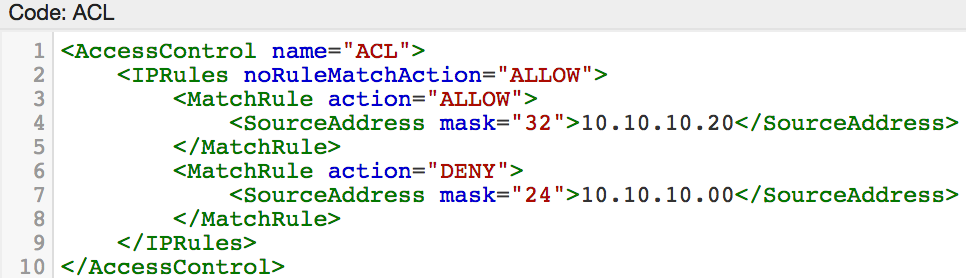 Code: ACL
1 <AccessControl name="ACL">
2     <IPRules noRuleMatchAction="ALLOW">
3         <MatchRule action="ALLOW">
4             <SourceAddress mask="32">10.10.10.20</SourceAddress>
5         </MatchRule>
6         <MatchRule action="DENY">
7             <SourceAddress mask="24">10.10.10.00</SourceAddress>
8         </MatchRule>
9     </IPRules>
10 </AccessControl>